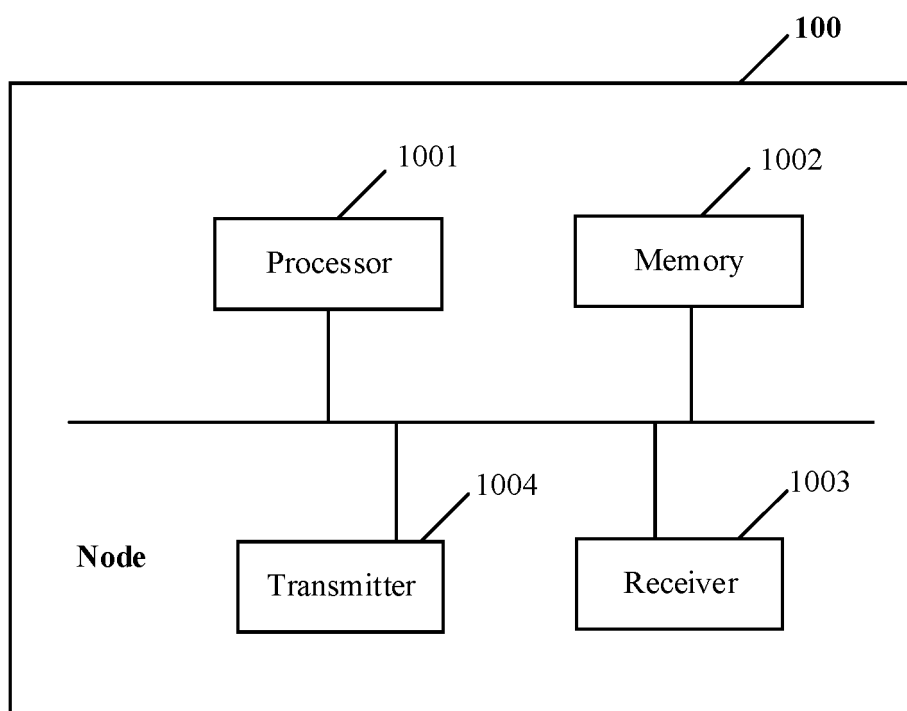 100
1001
1002
Processor
Memory
1004
1003
Node
Transmitter
Receiver